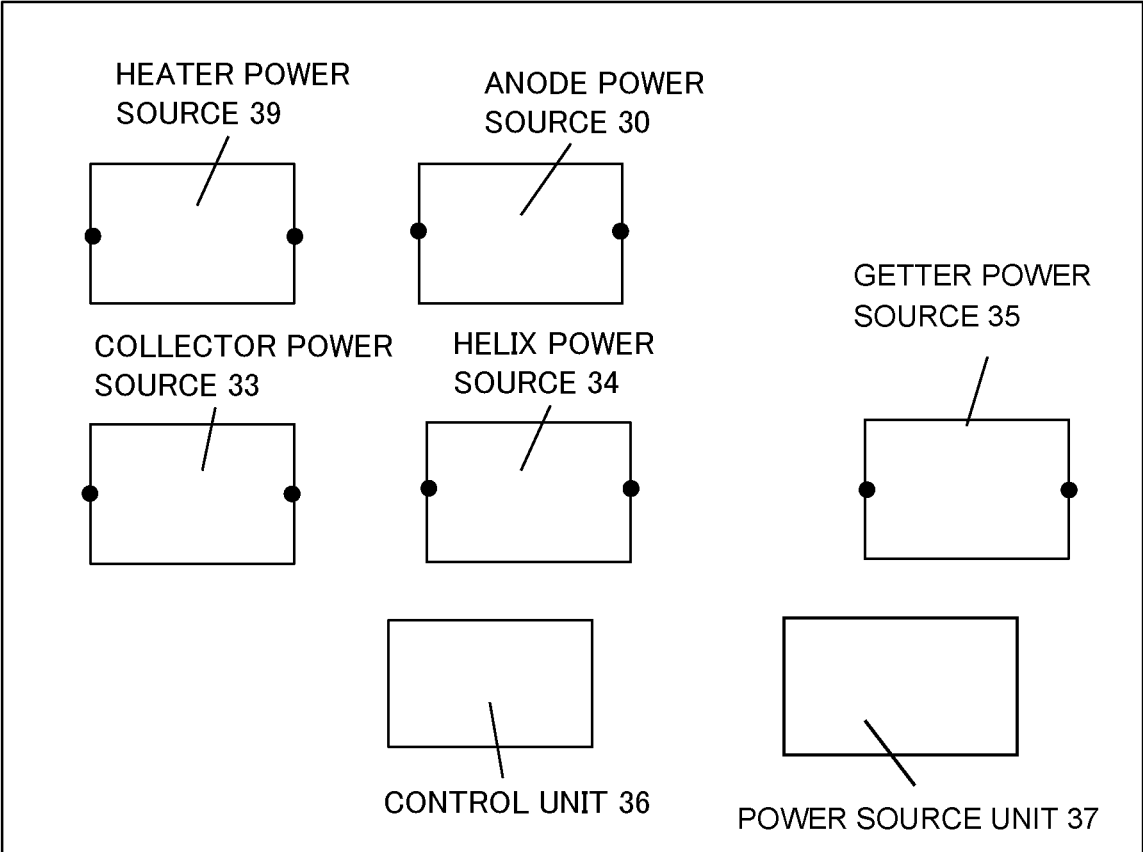 HEATER POWER
SOURCE 39
ANODE POWER
SOURCE 30
GETTER POWER
SOURCE 35
COLLECTOR POWER
SOURCE 33
HELIX POWER
SOURCE 34
CONTROL UNIT 36
POWER SOURCE UNIT 37